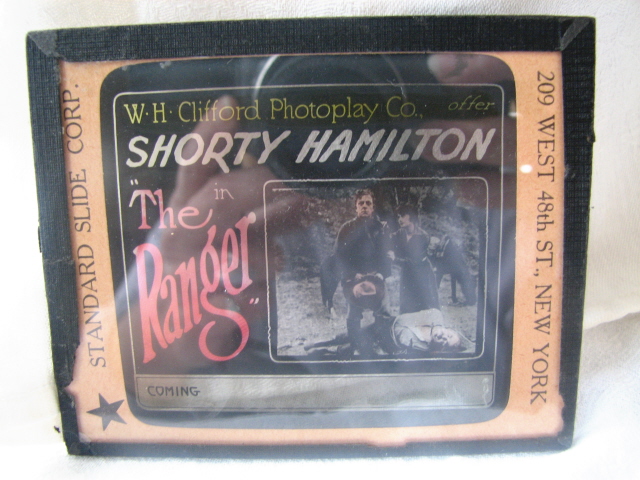 STANDARD SLIDE CORP.
W·H·Clifford Photoplay Co., offer
SHORTY HAMILTON
in
"The
Ranger"
COMING
209 WEST 48th ST., NEW YORK